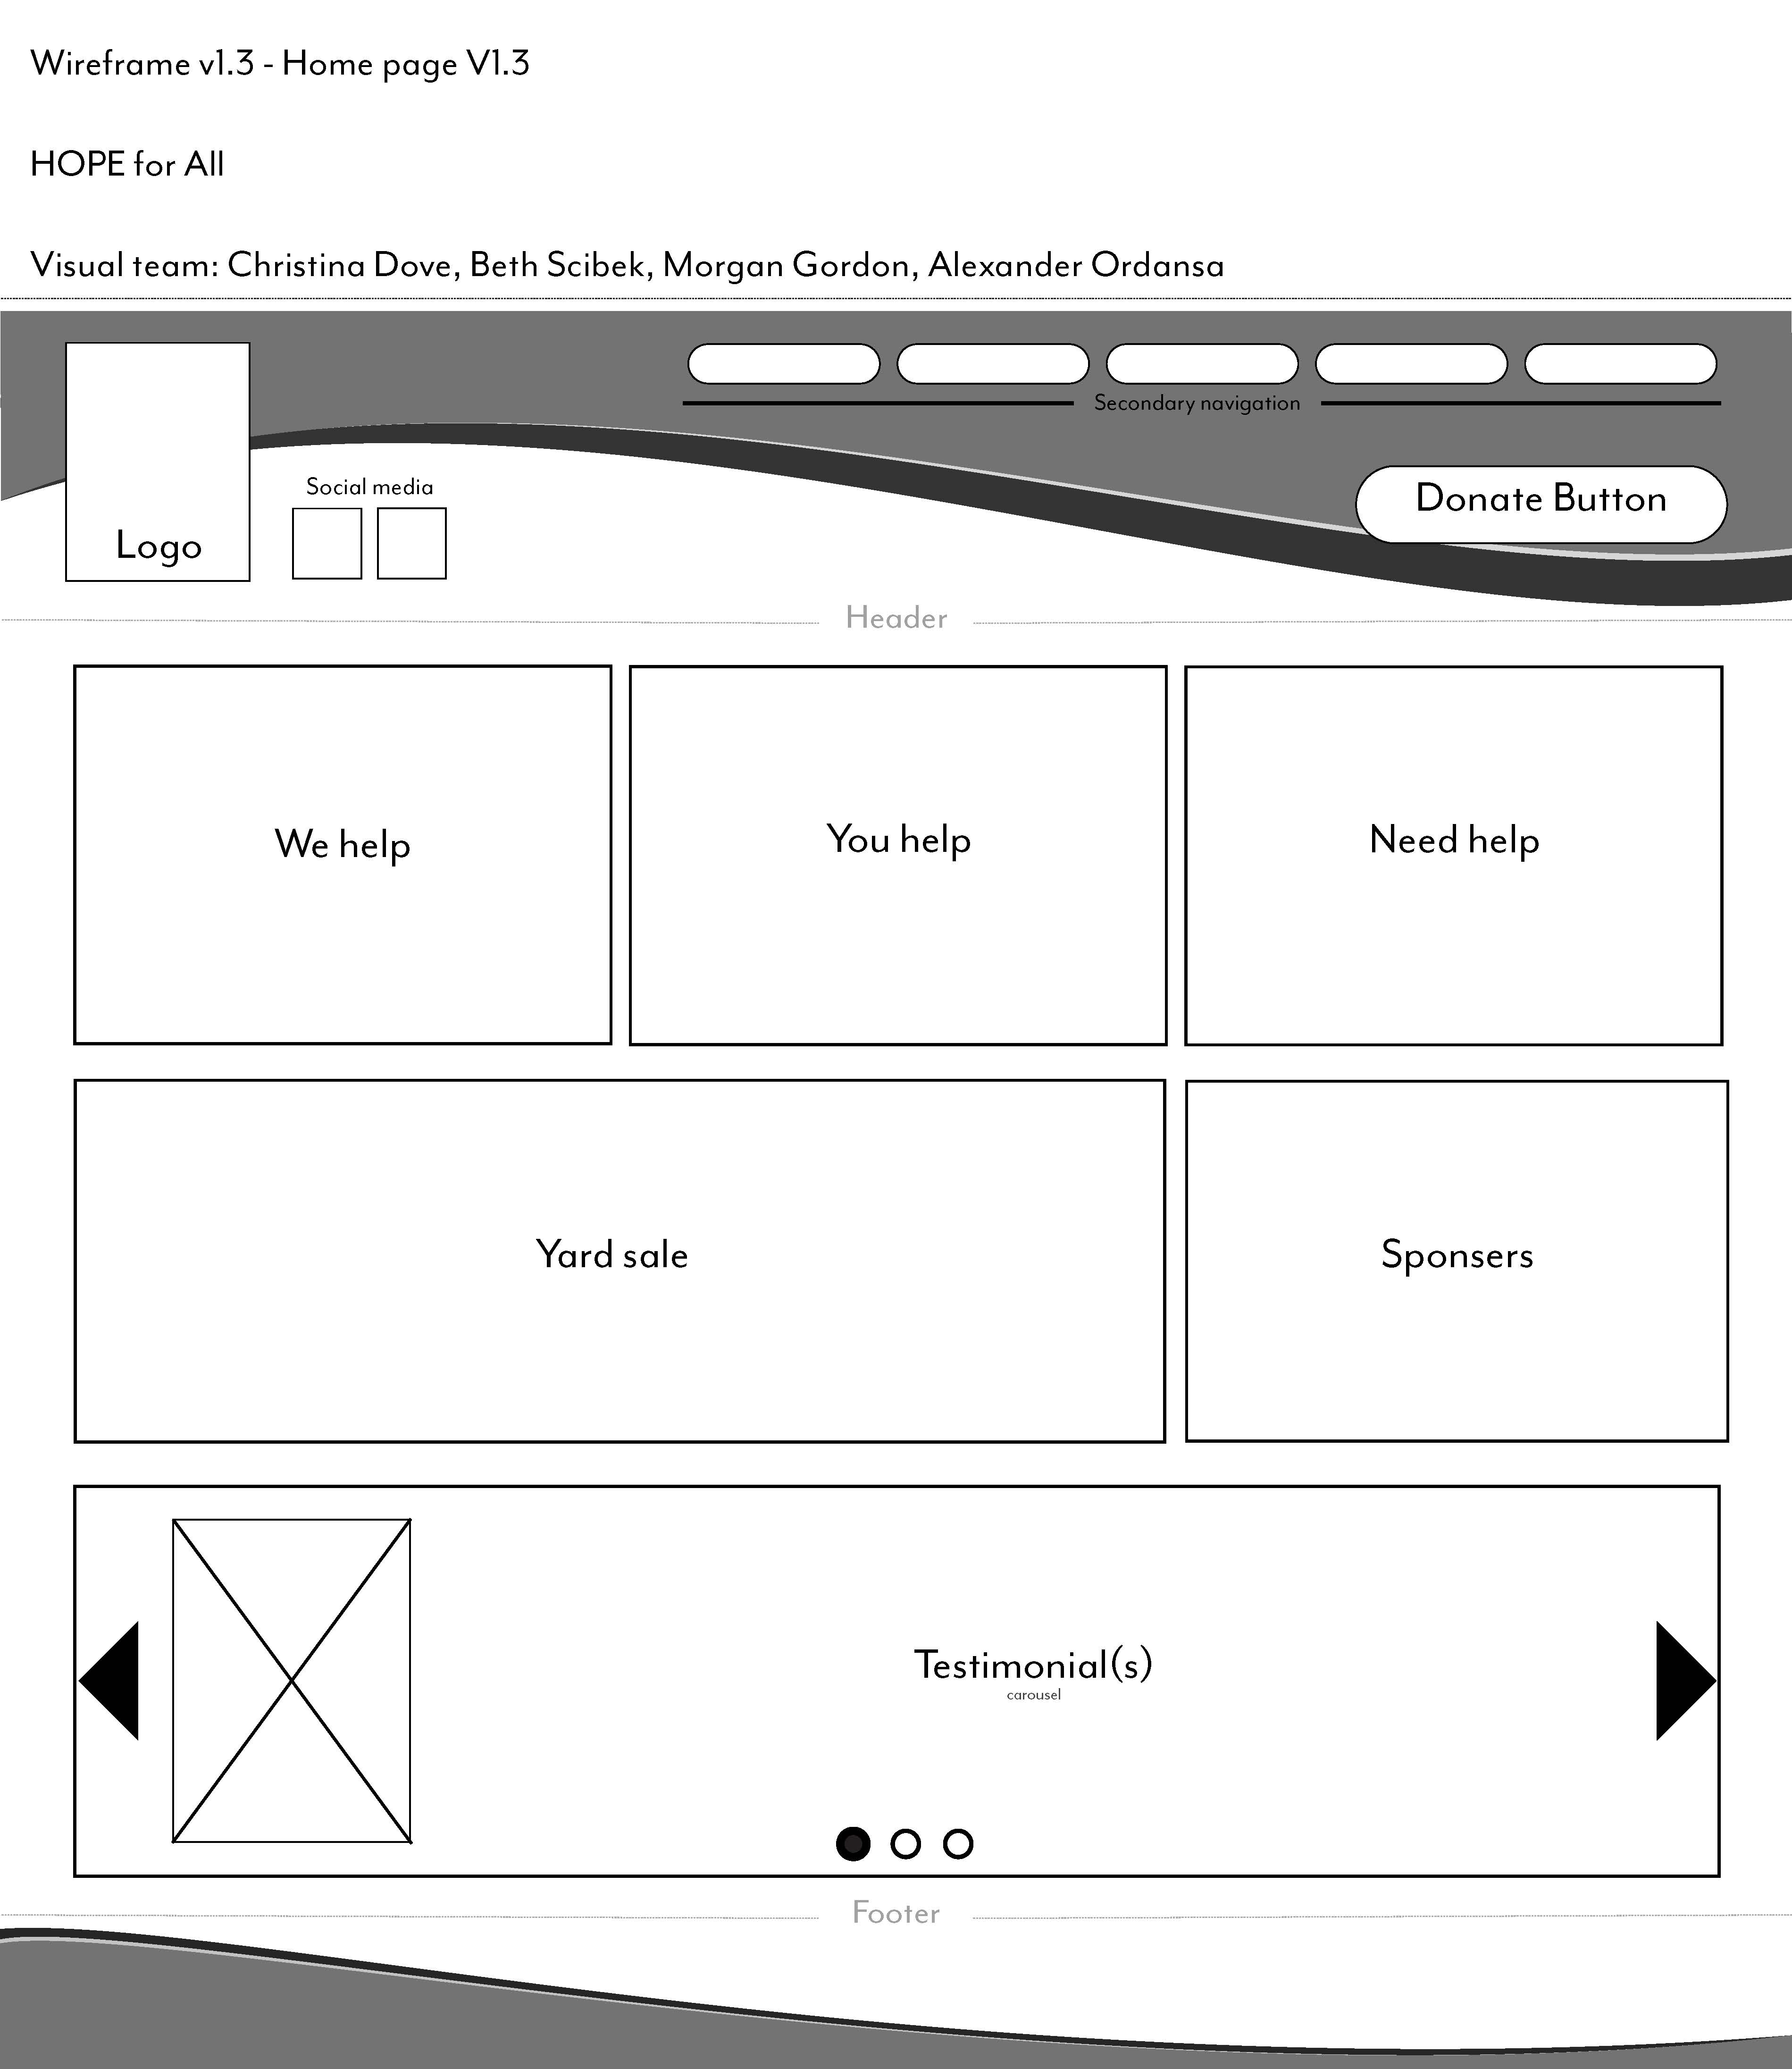 Wireframe v1.3 - Home page V1.3
HOPE for All
Visual team: Christina Dove, Beth Scibek, Morgan Gordon, Alexander Ordansa
Secondary navigation
Social media
Donate Button
Logo
Header
We help
You help
Need help
Yard sale
Sponsers
Testimonial(s)
carousel
Footer